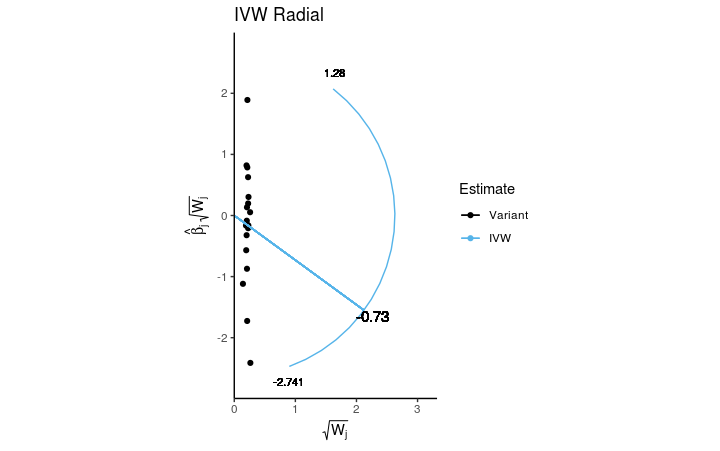 IVW Radial
1.28
2
1
0
-1
-2
-0.73
-2.741
0
1
2
3
β̂ⱼ√Wⱼ
√Wⱼ
Estimate
Variant
IVW